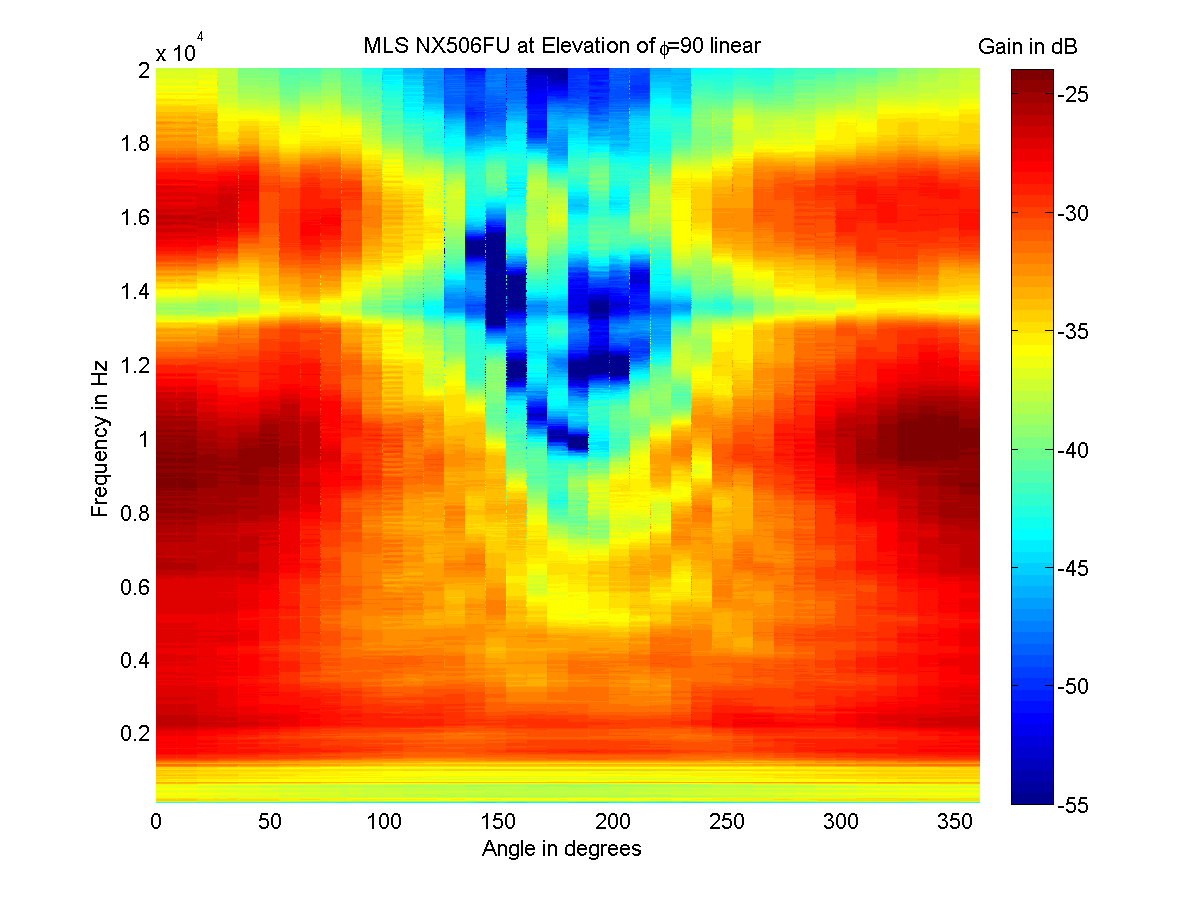 MLS NX506FU at Elevation of ϕ=90 linear
Gain in dB
x 10^4
2
1.8
1.6
1.4
1.2
1
0.8
0.6
0.4
0.2
Frequency in Hz
0 50 100 150 200 250 300 350
Angle in degrees
-25
-30
-35
-40
-45
-50
-55